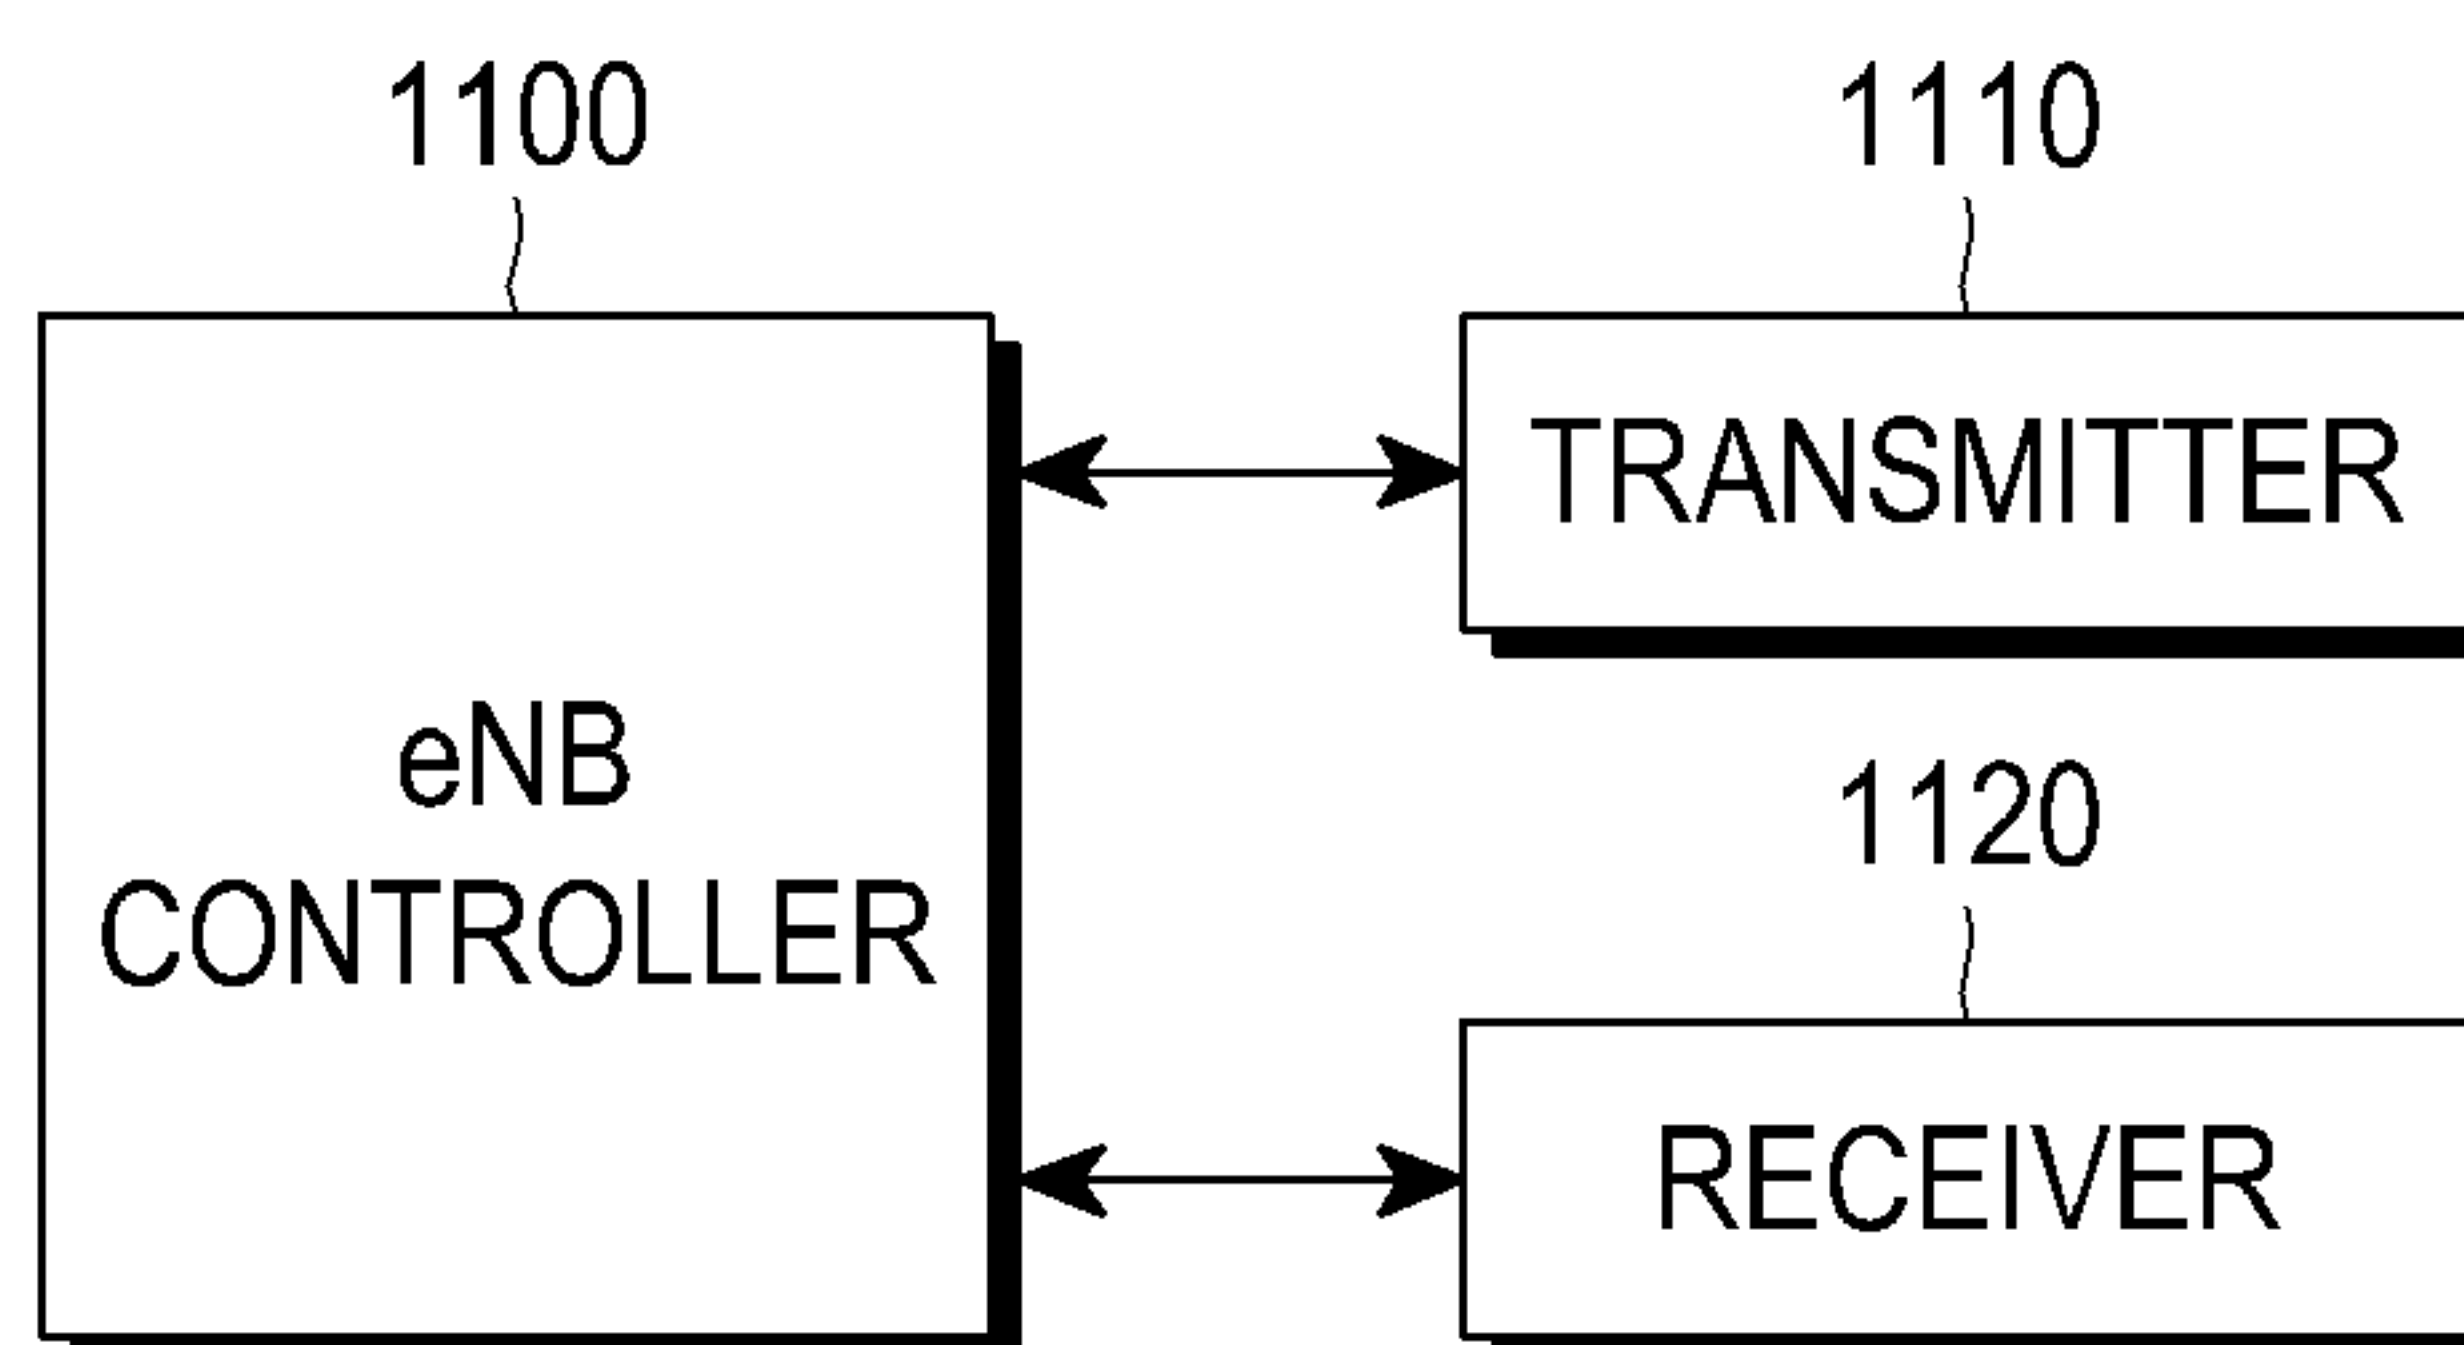 1100
eNB
CONTROLLER
1110
TRANSMITTER
1120
RECEIVER